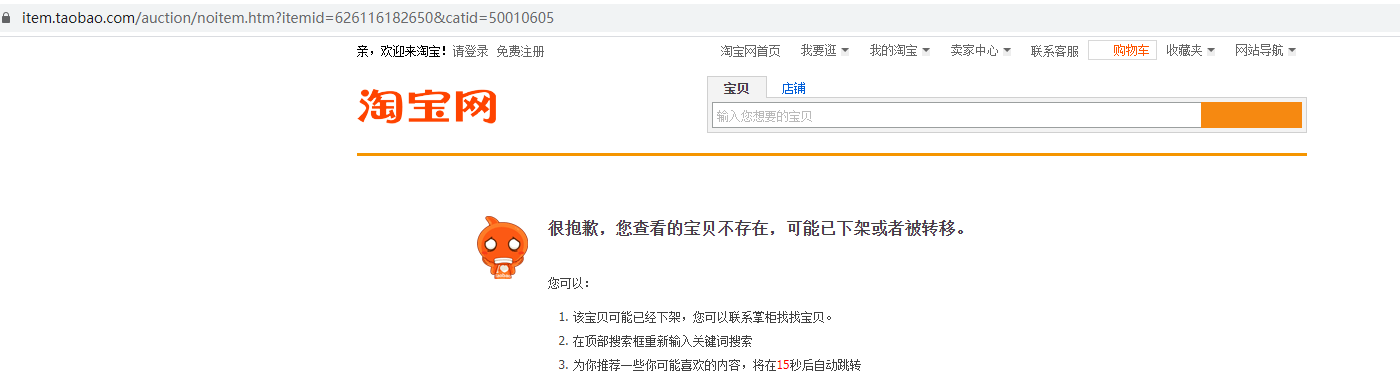 item.taobao.com/auction/noitem.htm?itemid=626116182650&catid=50010605
亲，欢迎来淘宝！请登录 免费注册
淘宝网首页 我要逛 我的淘宝 卖家中心 联系客服 购物车 收藏夹 网站导航
淘宝网
宝贝 店铺
输入您想要的宝贝
很抱歉，您查看的宝贝不存在，可能已下架或者被转移。
您可以：
1. 该宝贝可能已经下架，您可以联系掌柜找找宝贝。
2. 在顶部搜索框重新输入关键词搜索
3. 为你推荐一些你可能喜欢的内容，将在15秒后自动跳转